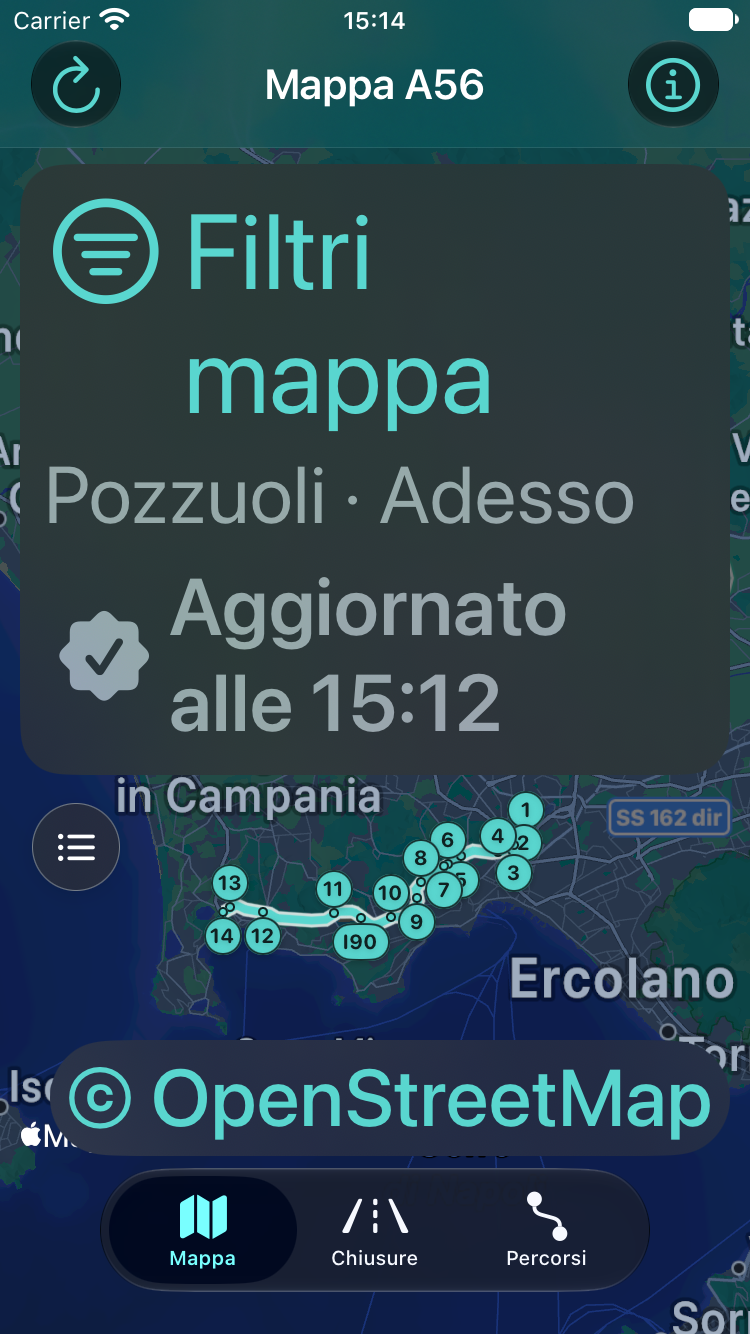 Carrier
15:14
Mappa A56
Filtri
mappa
Pozzuoli · Adesso
Aggiornato
alle 15:12
in Campania
SS 162 dir
1
2
3
4
6
8
7
5
13
11
10
9
14
12
I90
Ercolano
© OpenStreetMap
Mappa
Chiusure
Percorsi